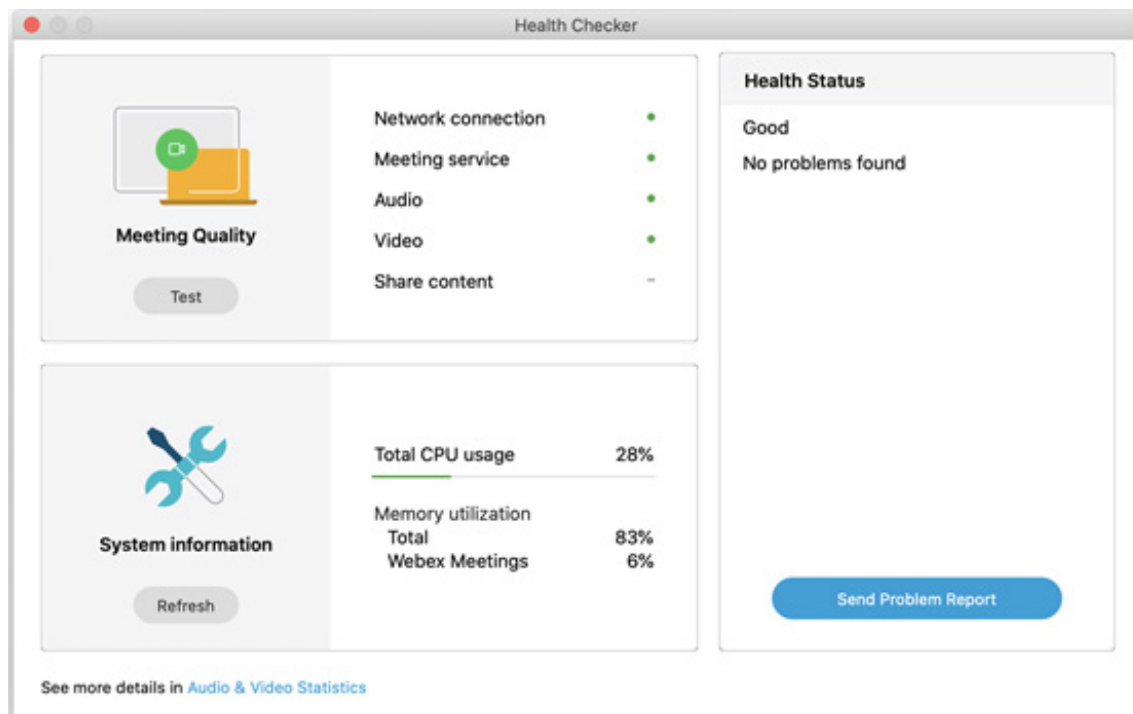 Health Checker
Meeting Quality
Test
Network connection
Meeting service
Audio
Video
Share content –
System information
Refresh
Total CPU usage 28%
Memory utilization
Total 83%
Webex Meetings 6%
Health Status
Good
No problems found
Send Problem Report
See more details in Audio & Video Statistics